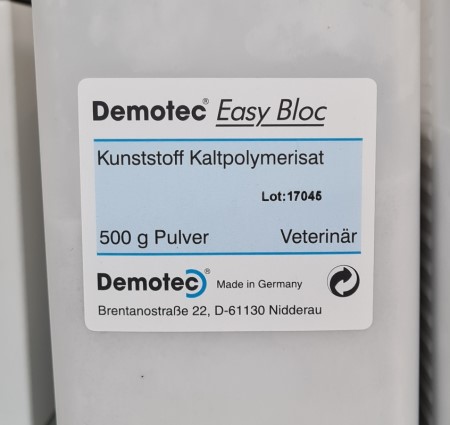 Demotec® Easy Bloc
Kunststoff Kaltpolymerisat
Lot:17045
500 g Pulver Veterinär
Demotec® Made in Germany
Brentanostraße 22, D-61130 Nidderau